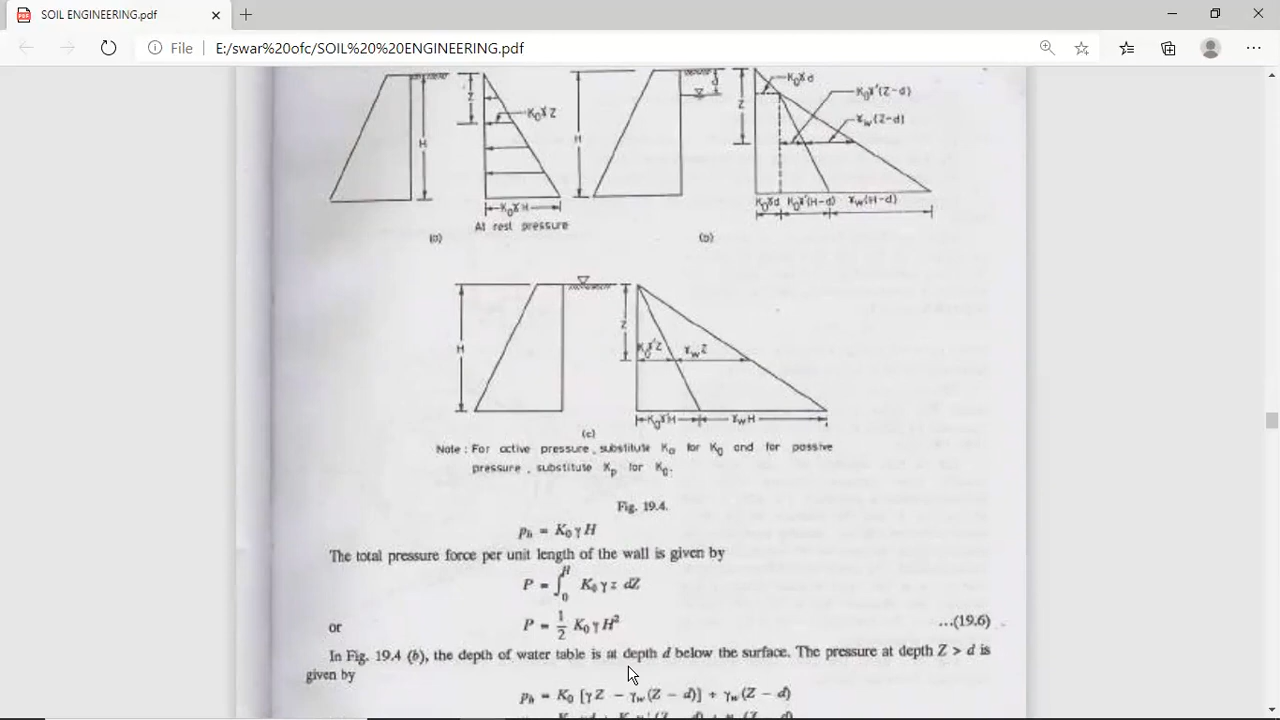 SOIL ENGINEERING.pdf
File
E:/swar%20ofc/SOIL%20%20ENGINEERING.pdf
H
Z
K₀γZ
K₀γH
At rest pressure
(a)
H
d
Z
K₀γd
K₀γ'(Z-d)
γw(Z-d)
K₀γd K₀γ'(H-d) γw(H-d)
(b)
H
Z
K₀γ'Z
γwZ
K₀γ'H
γwH
(c)
Note : For active pressure, substitute Ka for K₀ and for passive
pressure, substitute Kp for K₀.
Fig. 19.4.
pₕ = K₀ γ H
The total pressure force per unit length of the wall is given by
P = ∫₀ᴴ K₀ γ z dZ
or
P = 1/2 K₀ γ H² ...(19.6)
In Fig. 19.4 (b), the depth of water table is at depth d below the surface. The pressure at depth Z > d is
given by
pₕ = K₀ [γ Z - γw (Z - d)] + γw (Z - d)